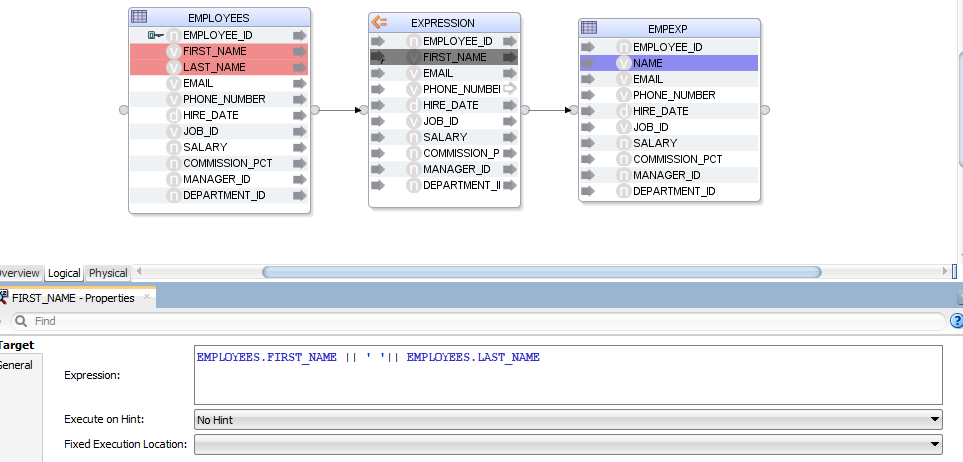 EMPLOYEES
n EMPLOYEE_ID
v FIRST_NAME
v LAST_NAME
v EMAIL
v PHONE_NUMBER
d HIRE_DATE
v JOB_ID
n SALARY
n COMMISSION_PCT
n MANAGER_ID
n DEPARTMENT_ID
EXPRESSION
n EMPLOYEE_ID
v FIRST_NAME
v EMAIL
v PHONE_NUMBEI
d HIRE_DATE
v JOB_ID
n SALARY
n COMMISSION_P
n MANAGER_ID
n DEPARTMENT_II
EMPEXP
n EMPLOYEE_ID
v NAME
v EMAIL
v PHONE_NUMBER
d HIRE_DATE
v JOB_ID
n SALARY
n COMMISSION_PCT
n MANAGER_ID
n DEPARTMENT_ID
Overview Logical Physical
FIRST_NAME - Properties ×
Find ?
Target
General
Expression: EMPLOYEES.FIRST_NAME || ' '|| EMPLOYEES.LAST_NAME
Execute on Hint: No Hint
Fixed Execution Location: